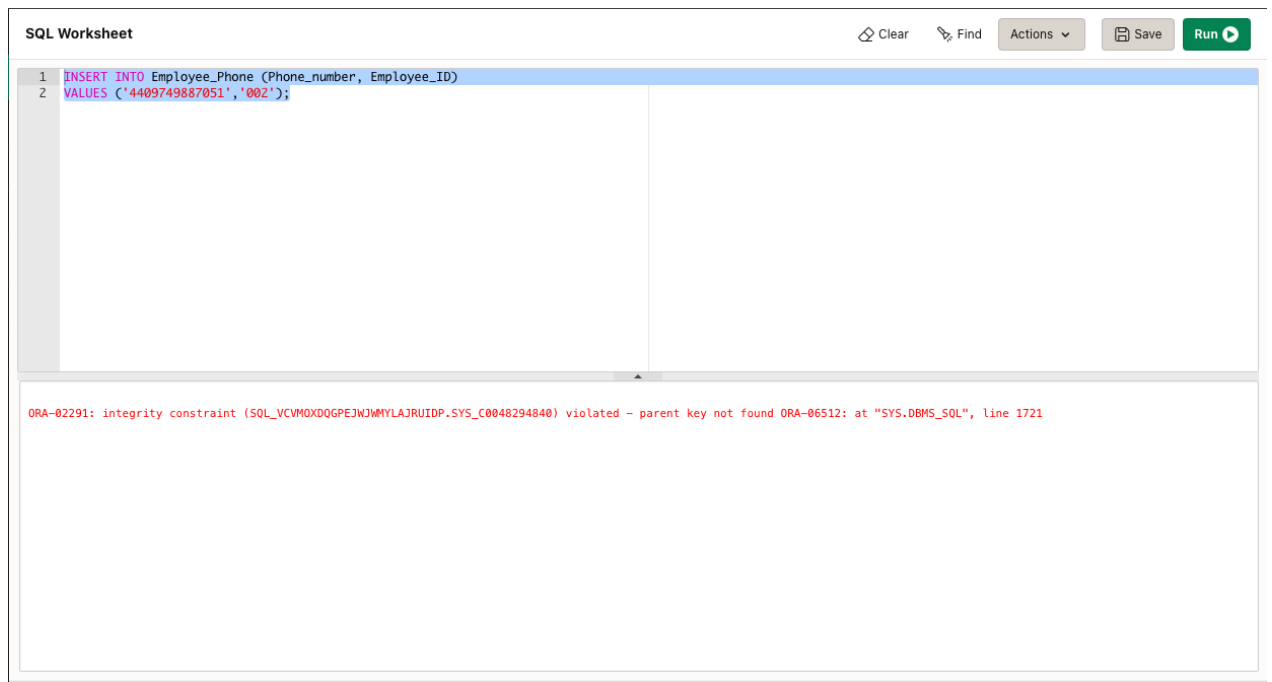 SQL Worksheet
Clear Find Actions Save Run
1 INSERT INTO Employee_Phone (Phone_number, Employee_ID)
2 VALUES ('4409749887051','002');
ORA-02291: integrity constraint (SQL_VCVMOXDQGPEJWJWMYLAJRUIDP.SYS_C0048294840) violated - parent key not found ORA-06512: at "SYS.DBMS_SQL", line 1721